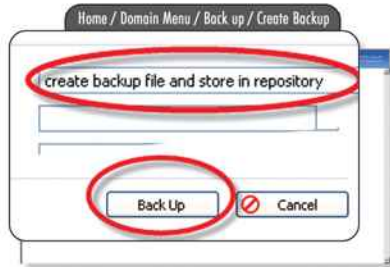 Home / Domain Menu / Back up / Create Backup
create backup file and store in repository
Back Up
Cancel